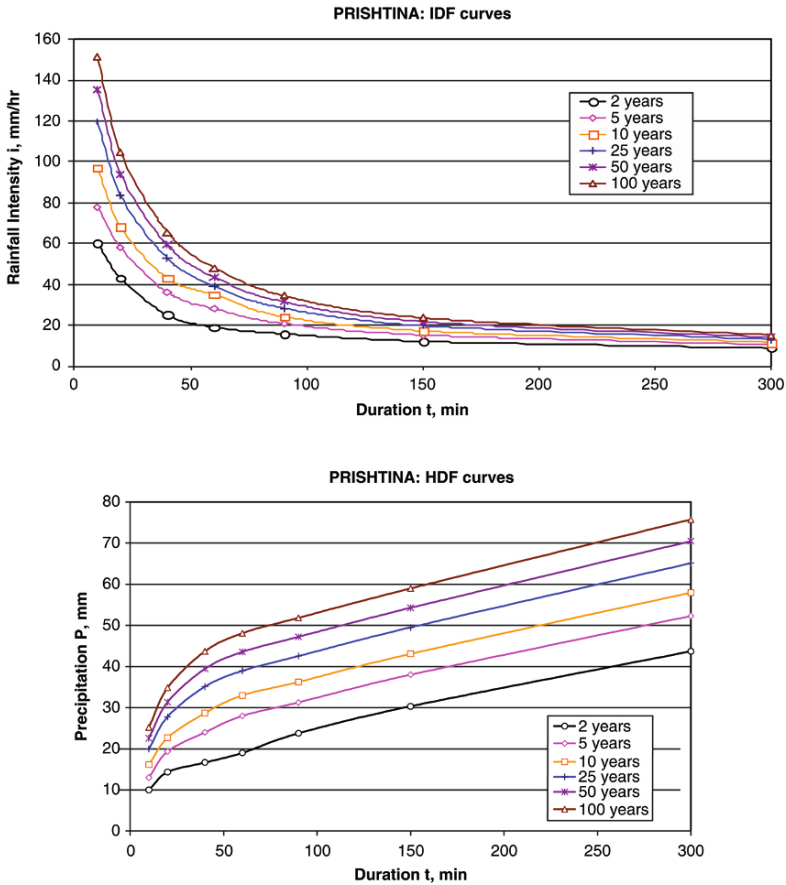 PRISHTINA: IDF curves
160
140
120
100
80
60
40
20
0
Rainfall Intensity i, mm/hr
2 years
5 years
10 years
25 years
50 years
100 years
0 50 100 150 200 250 300
Duration t, min
PRISHTINA: HDF curves
80
70
60
50
40
30
20
10
0
Precipitation P, mm
2 years
5 years
10 years
25 years
50 years
100 years
0 50 100 150 200 250 300
Duration t, min